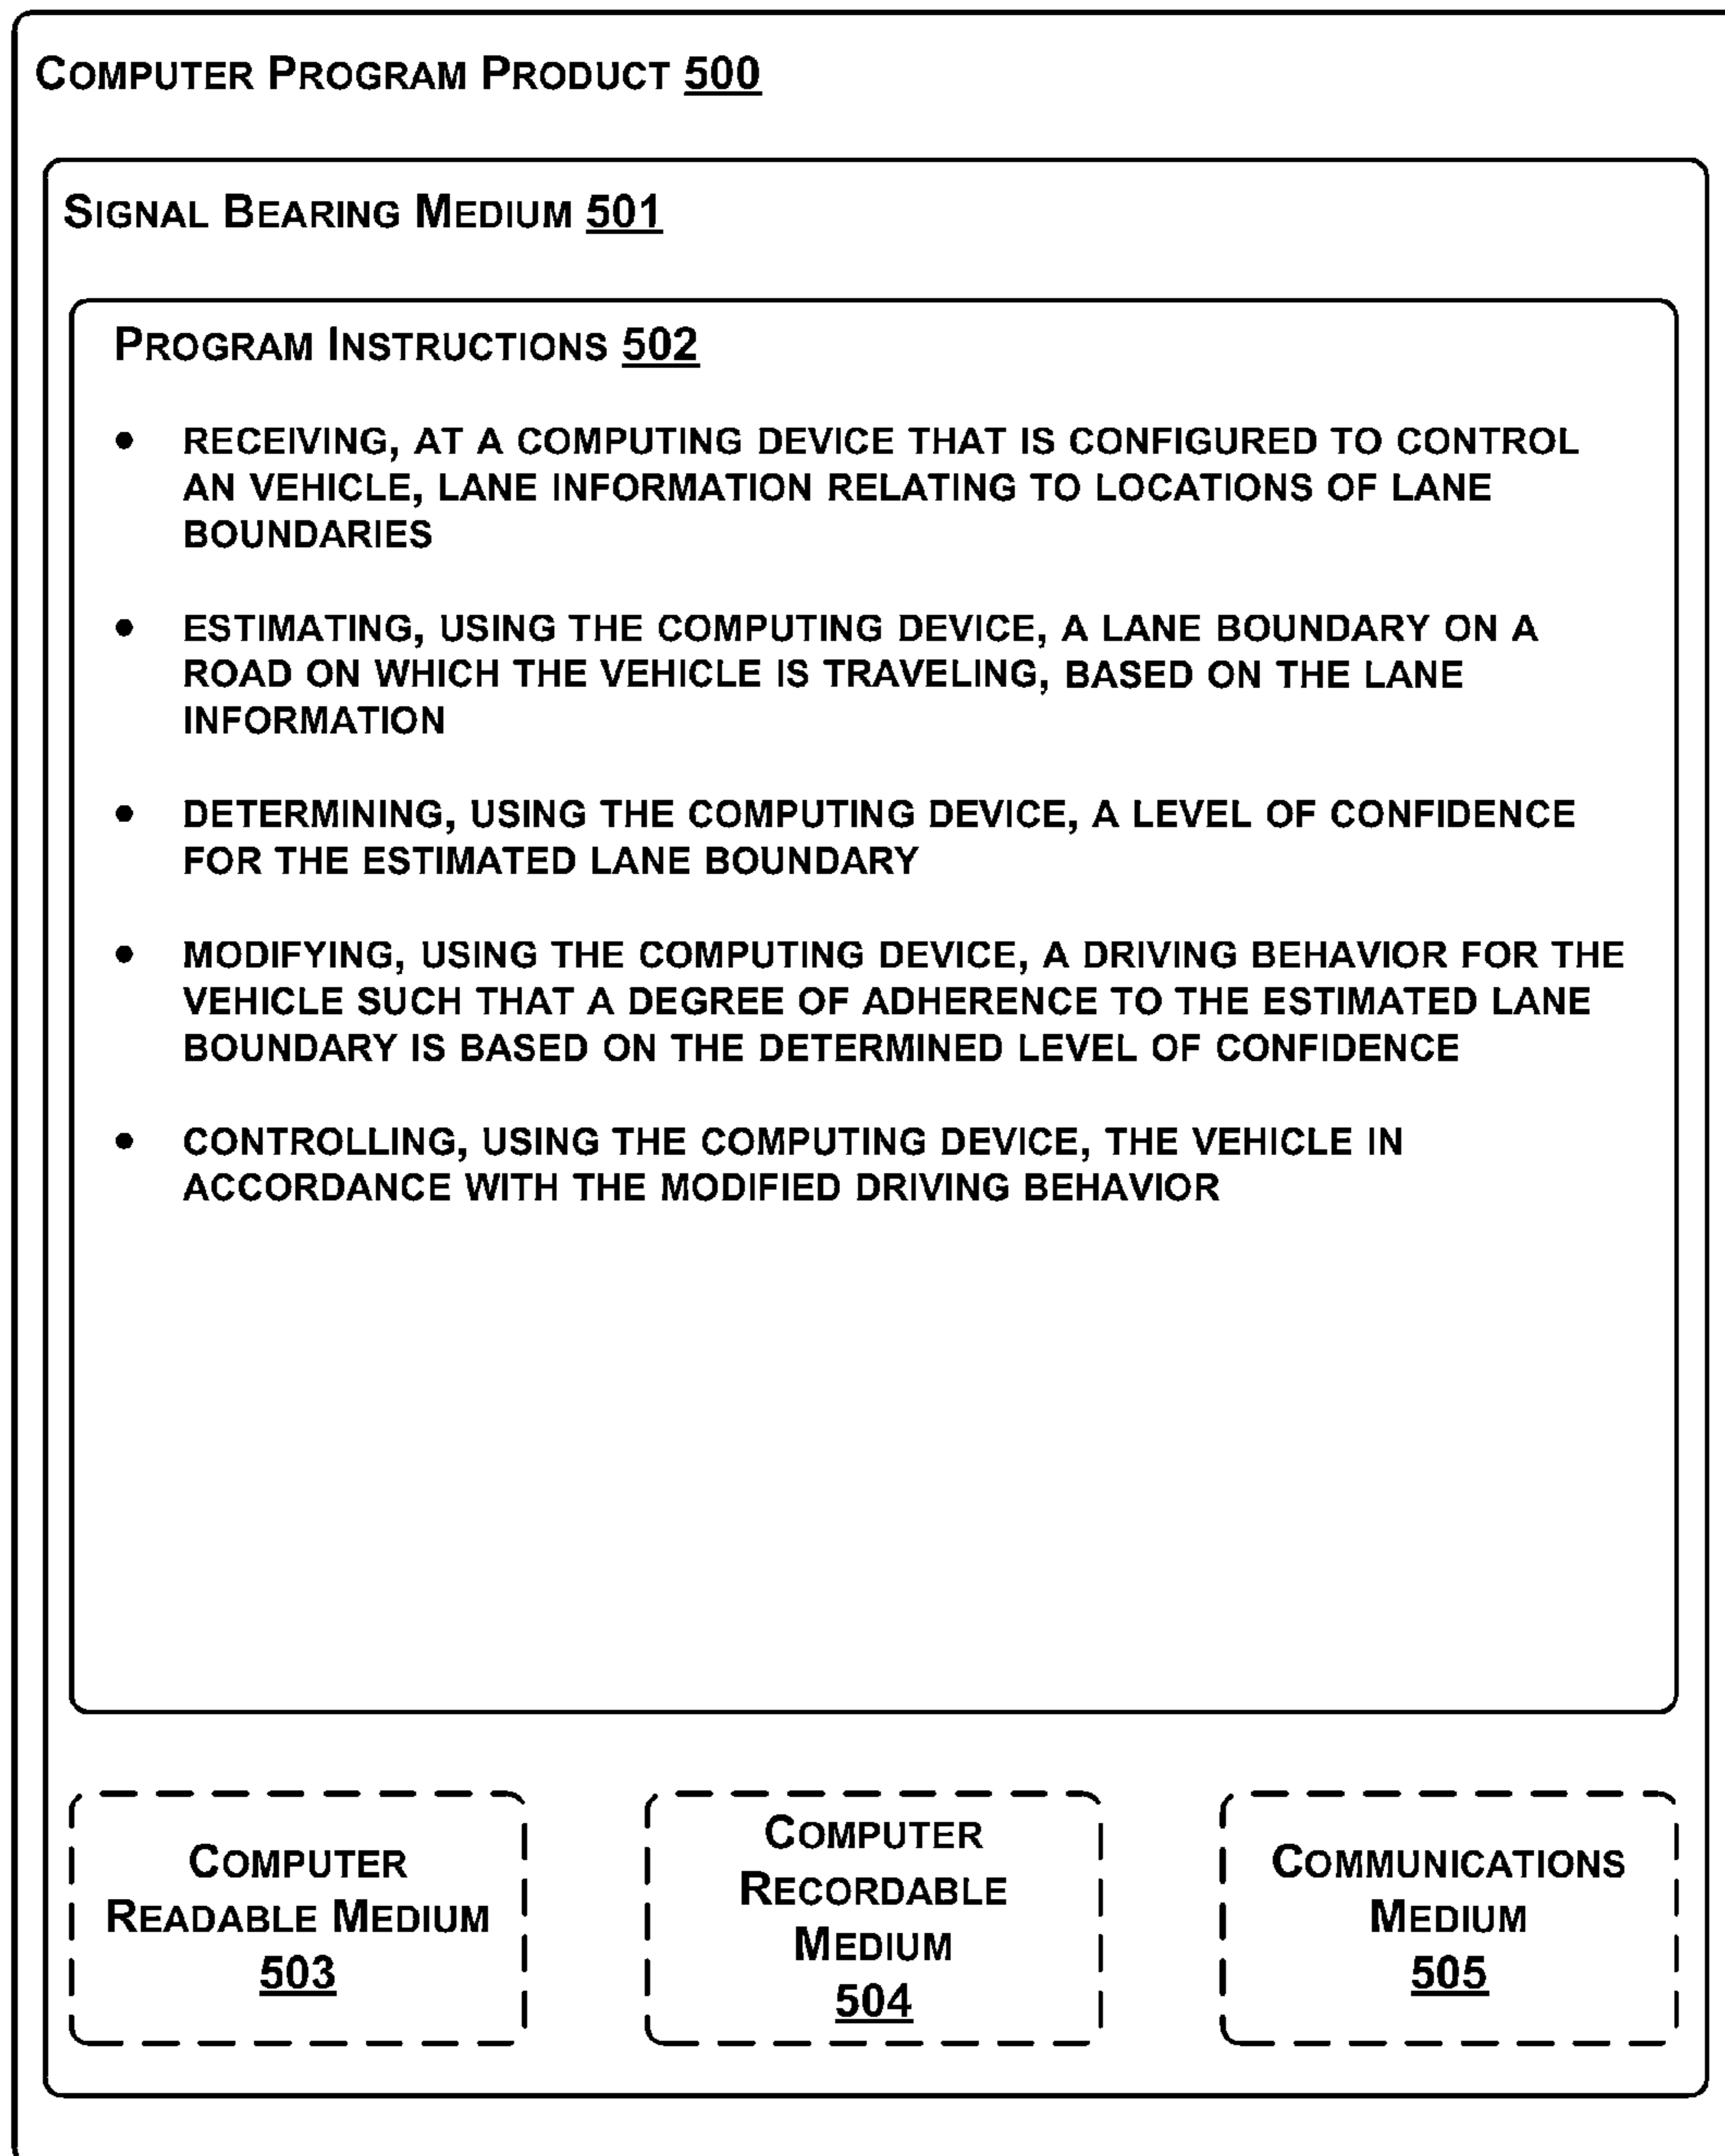 COMPUTER PROGRAM PRODUCT 500
SIGNAL BEARING MEDIUM 501
PROGRAM INSTRUCTIONS 502
• RECEIVING, AT A COMPUTING DEVICE THAT IS CONFIGURED TO CONTROL
AN VEHICLE, LANE INFORMATION RELATING TO LOCATIONS OF LANE
BOUNDARIES
• ESTIMATING, USING THE COMPUTING DEVICE, A LANE BOUNDARY ON A
ROAD ON WHICH THE VEHICLE IS TRAVELING, BASED ON THE LANE
INFORMATION
• DETERMINING, USING THE COMPUTING DEVICE, A LEVEL OF CONFIDENCE
FOR THE ESTIMATED LANE BOUNDARY
• MODIFYING, USING THE COMPUTING DEVICE, A DRIVING BEHAVIOR FOR THE
VEHICLE SUCH THAT A DEGREE OF ADHERENCE TO THE ESTIMATED LANE
BOUNDARY IS BASED ON THE DETERMINED LEVEL OF CONFIDENCE
• CONTROLLING, USING THE COMPUTING DEVICE, THE VEHICLE IN
ACCORDANCE WITH THE MODIFIED DRIVING BEHAVIOR
COMPUTER
READABLE MEDIUM
503
COMPUTER
RECORDABLE
MEDIUM
504
COMMUNICATIONS
MEDIUM
505